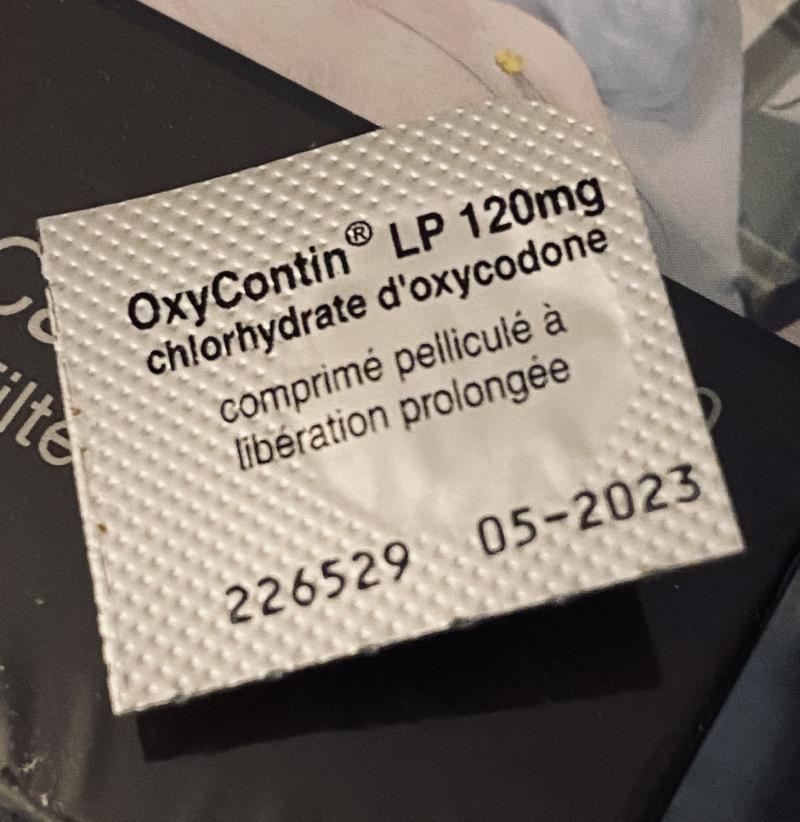 OxyContin® LP 120mg
chlorhydrate d'oxycodone
comprimé pelliculé à
libération prolongée
226529 05-2023